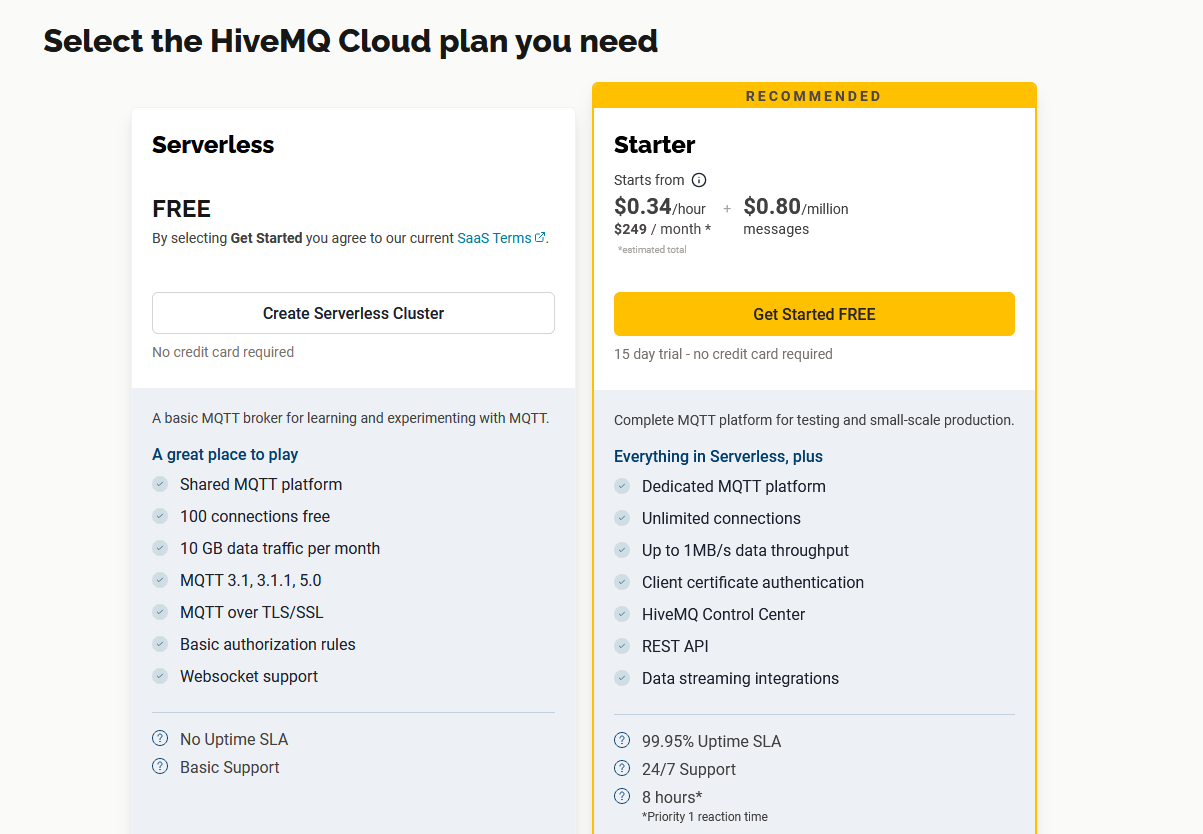 Select the HiveMQ Cloud plan you need
Serverless
FREE
By selecting Get Started you agree to our current SaaS Terms.
Create Serverless Cluster
No credit card required
A basic MQTT broker for learning and experimenting with MQTT.
A great place to play
Shared MQTT platform
100 connections free
10 GB data traffic per month
MQTT 3.1, 3.1.1, 5.0
MQTT over TLS/SSL
Basic authorization rules
Websocket support
No Uptime SLA
Basic Support
RECOMMENDED
Starter
Starts from
$0.34/hour + $0.80/million
$249 / month * messages
*estimated total
Get Started FREE
15 day trial - no credit card required
Complete MQTT platform for testing and small-scale production.
Everything in Serverless, plus
Dedicated MQTT platform
Unlimited connections
Up to 1MB/s data throughput
Client certificate authentication
HiveMQ Control Center
REST API
Data streaming integrations
99.95% Uptime SLA
24/7 Support
8 hours*
*Priority 1 reaction time